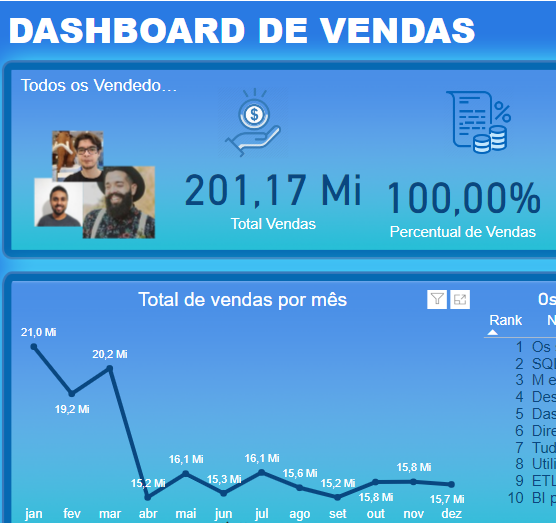 DASHBOARD DE VENDAS
Todos os Vendedo…
$
%
201,17 Mi
Total Vendas
100,00%
Percentual de Vendas
Total de vendas por mês
21,0 Mi
19,2 Mi
20,2 Mi
15,2 Mi
16,1 Mi
15,3 Mi
16,1 Mi
15,6 Mi
15,2 Mi
15,8 Mi
15,8 Mi
15,7 Mi
jan fev mar abr mai jun jul ago set out nov dez
Os
Rank N
1 Os
2 SQL
3 M e
4 Des
5 Das
6 Dire
7 Tud
8 Utili
9 ETL
10 BI p